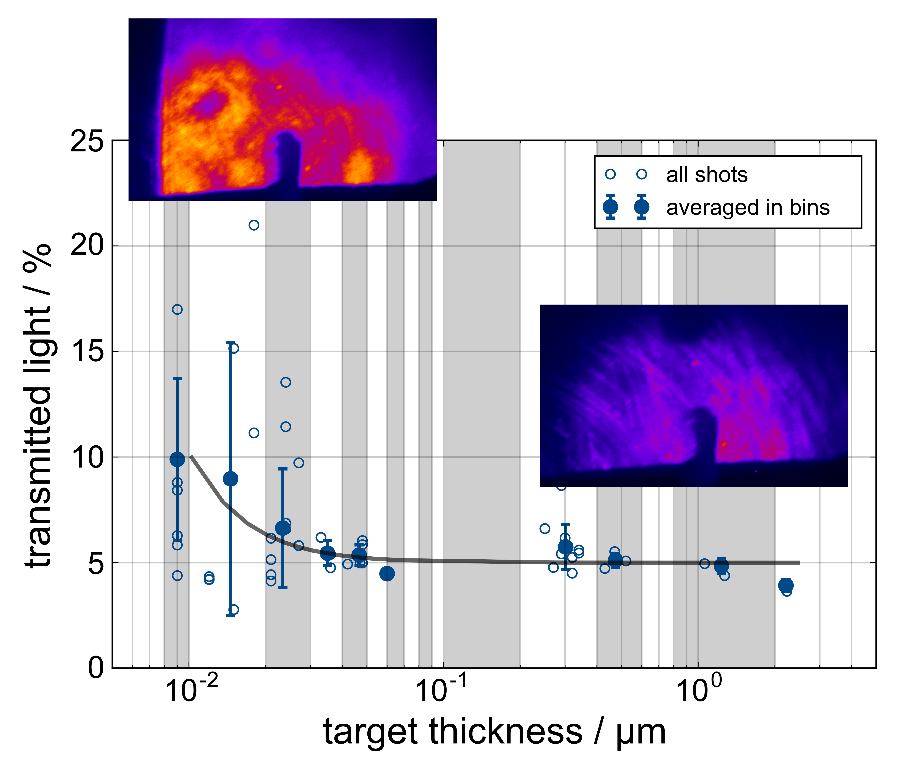 25
20
15
10
5
0
transmitted light / %
all shots
averaged in bins
10⁻² 10⁻¹ 10⁰
target thickness / µm